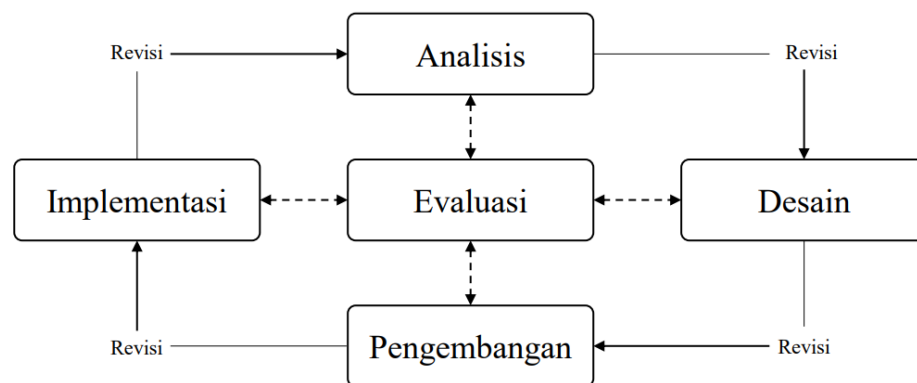 Revisi
Analisis
Revisi
Implementasi
Evaluasi
Desain
Revisi
Pengembangan
Revisi